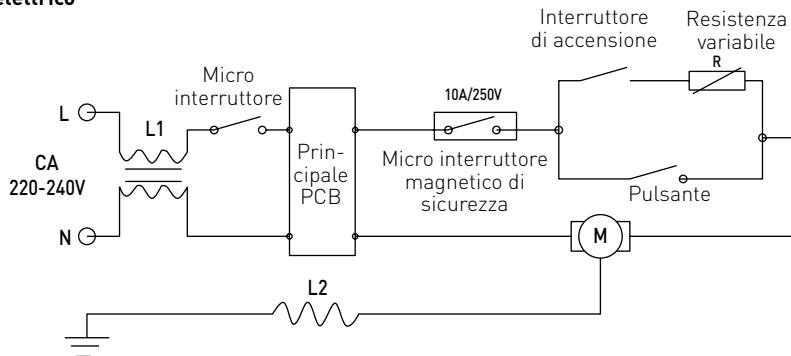 elettrico
Interruttore
di accensione
Resistenza
variabile
R
Micro
interruttore
10A/250V
L
L1
CA
220-240V
Prin-
cipale
PCB
Micro interruttore
magnetico di
sicurezza
Pulsante
N
M
L2